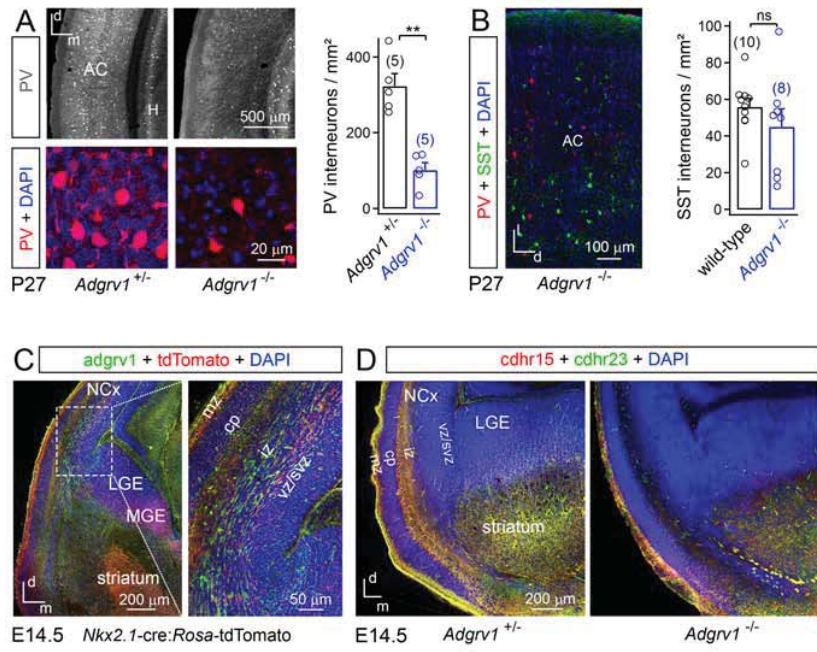 A
d
m
AC
H
PV
500 μm
PV + DAPI
20 μm
P27
Adgrv1 +/-
Adgrv1 -/-
PV interneurons / mm²
400
200
0
**
(5)
(5)
Adgrv1 +/-
Adgrv1 -/-
B
PV + SST + DAPI
AC
L
d
100 μm
P27
Adgrv1 -/-
SST interneurons / mm²
100
80
60
40
20
0
ns
(10)
(8)
wild-type
Adgrv1 -/-
C
adgrv1 + tdTomato + DAPI
NCx
LGE
MGE
striatum
d
m
200 μm
mz
cp
iz
vz/svz
50 μm
E14.5
Nkx2.1-cre:Rosa-tdTomato
D
cdhr15 + cdhr23 + DAPI
NCx
LGE
mz
cp
iz
vz/svz
striatum
200 μm
E14.5
Adgrv1 +/-
Adgrv1 -/-